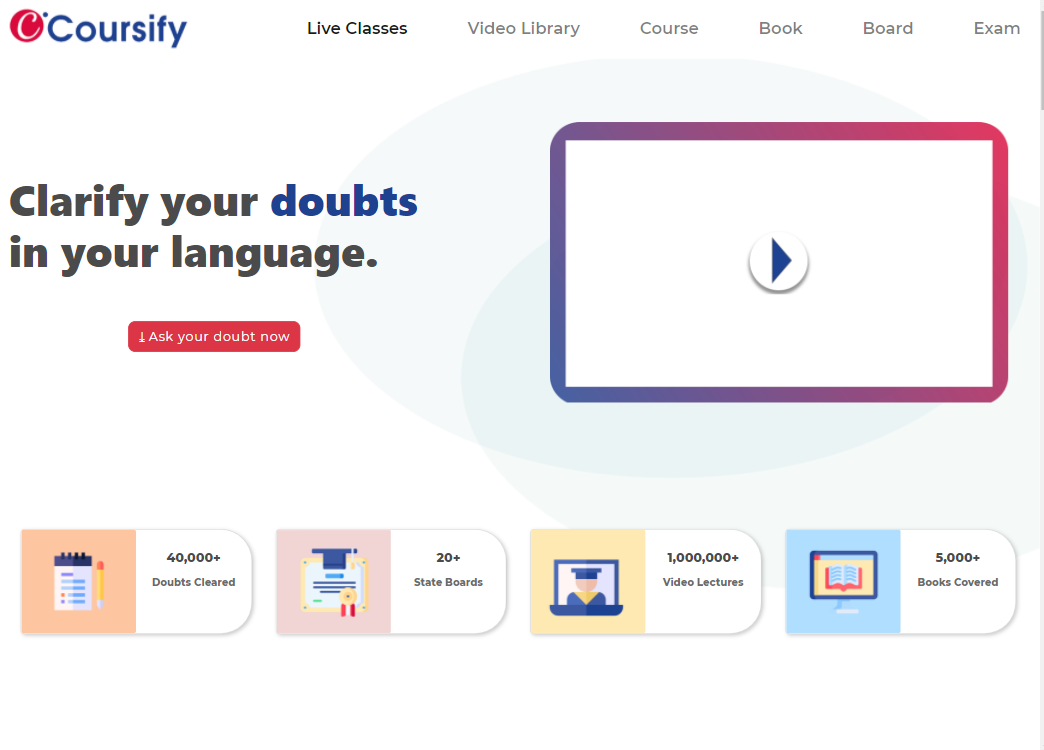 Coursify
Live Classes
Video Library
Course
Book
Board
Exam
Clarify your doubts
in your language.
Ask your doubt now
40,000+
Doubts Cleared
20+
State Boards
1,000,000+
Video Lectures
5,000+
Books Covered